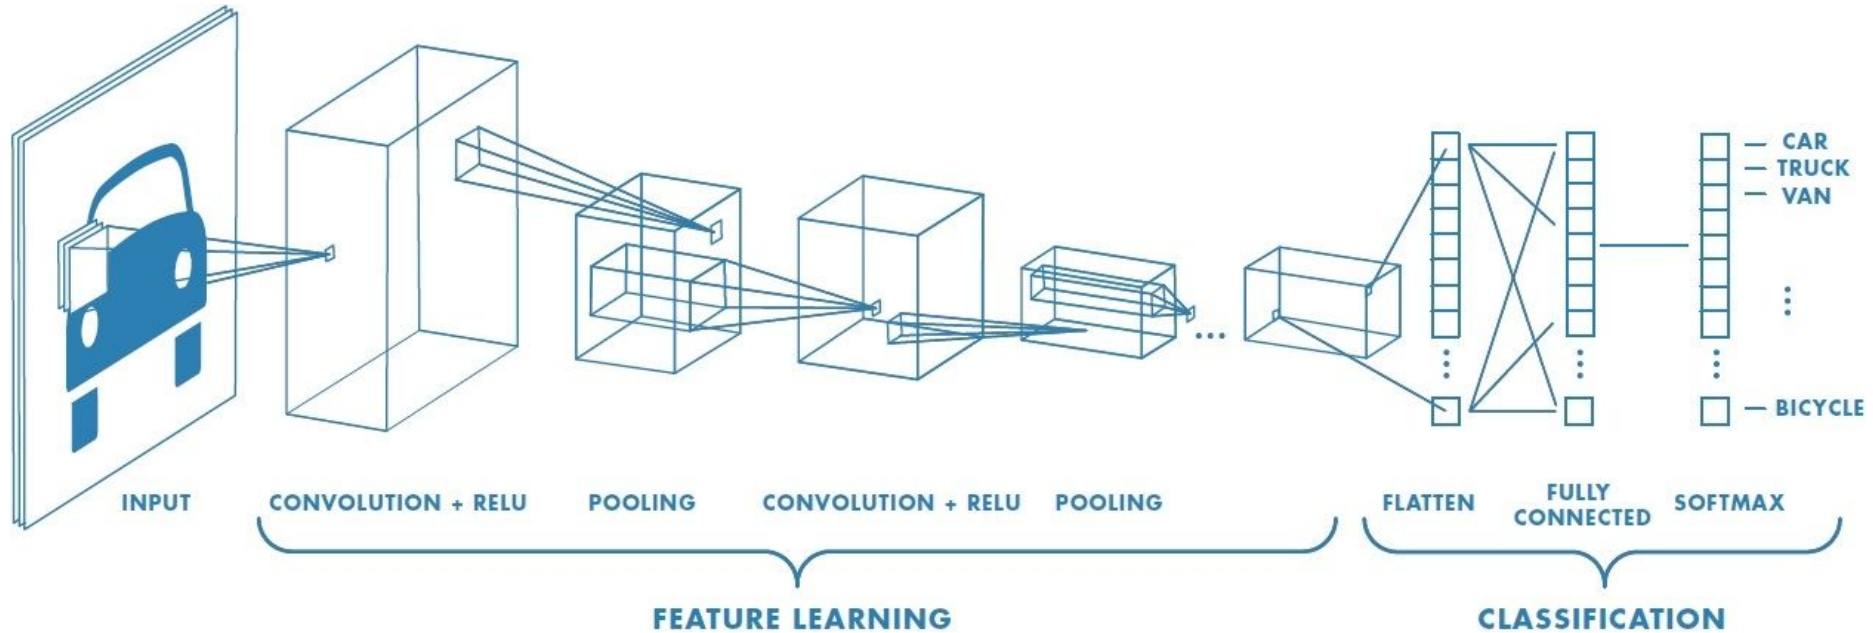 CAR
TRUCK
VAN
BICYCLE
INPUT
CONVOLUTION + RELU
POOLING
CONVOLUTION + RELU
POOLING
FLATTEN
FULLY
CONNECTED
SOFTMAX
FEATURE LEARNING
CLASSIFICATION